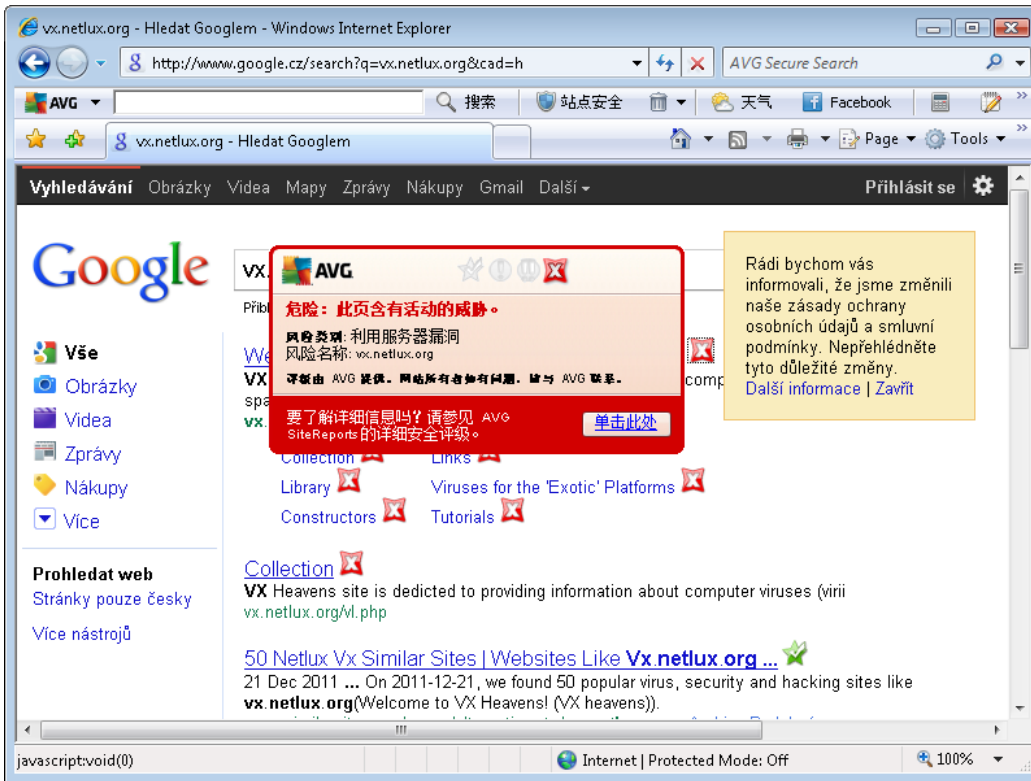 vx.netlux.org - Hledat Googlem - Windows Internet Explorer
http://www.google.cz/search?q=vx.netlux.org&cad=h
AVG Secure Search
AVG
搜索
站点安全
天气
Facebook
vx.netlux.org - Hledat Googlem
Page
Tools
Vyhledávání Obrázky Videa Mapy Zprávy Nákupy Gmail Další
Přihlásit se
Google
vx.
Přibl
AVG
危险：此页含有活动的威胁。
风险类别: 利用服务器漏洞
风险名称: vx.netlux.org
评级由 AVG 提供。网站所有者如有问题，请与 AVG 联系。
要了解详细信息吗？请参见 AVG
SiteReports 的详细安全评级。
单击此处
Rádi bychom vás
informovali, že jsme změnili
naše zásady ochrany
osobních údajů a smluvní
podmínky. Nepřehlédněte
tyto důležité změny.
Další informace | Zavřít
Vše
Obrázky
Videa
Zprávy
Nákupy
Více
Prohledat web
Stránky pouze česky
Více nástrojů
We
VX
comp
spa
vx.
Collection Links
Library Viruses for the 'Exotic' Platforms
Constructors Tutorials
Collection
VX Heavens site is dedicted to providing information about computer viruses (virii
vx.netlux.org/vl.php
50 Netlux Vx Similar Sites | Websites Like Vx.netlux.org ...
21 Dec 2011 ... On 2011-12-21, we found 50 popular virus, security and hacking sites like
vx.netlux.org(Welcome to VX Heavens! (VX heavens)).
javascript:void(0)
Internet | Protected Mode: Off
100%